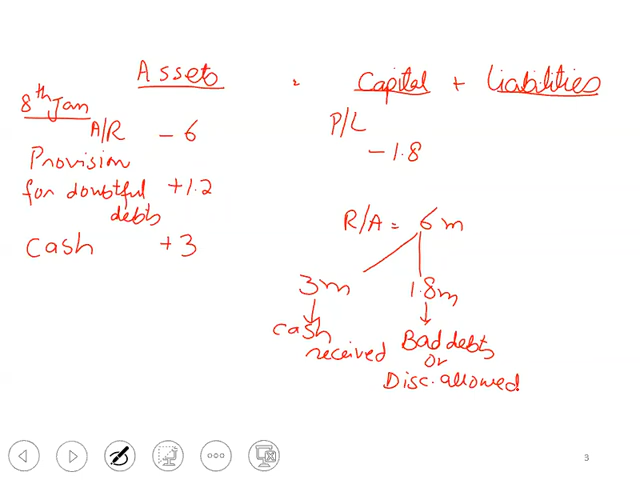 Assets = Capital + Liabilities
8th Jan
A/R - 6
Provision
for doubtful +1.2
debts
Cash +3
P/L
-1.8
R/A = 6m
3m 1.8m
cash
received
Bad debts
or
Disc. allowed
3